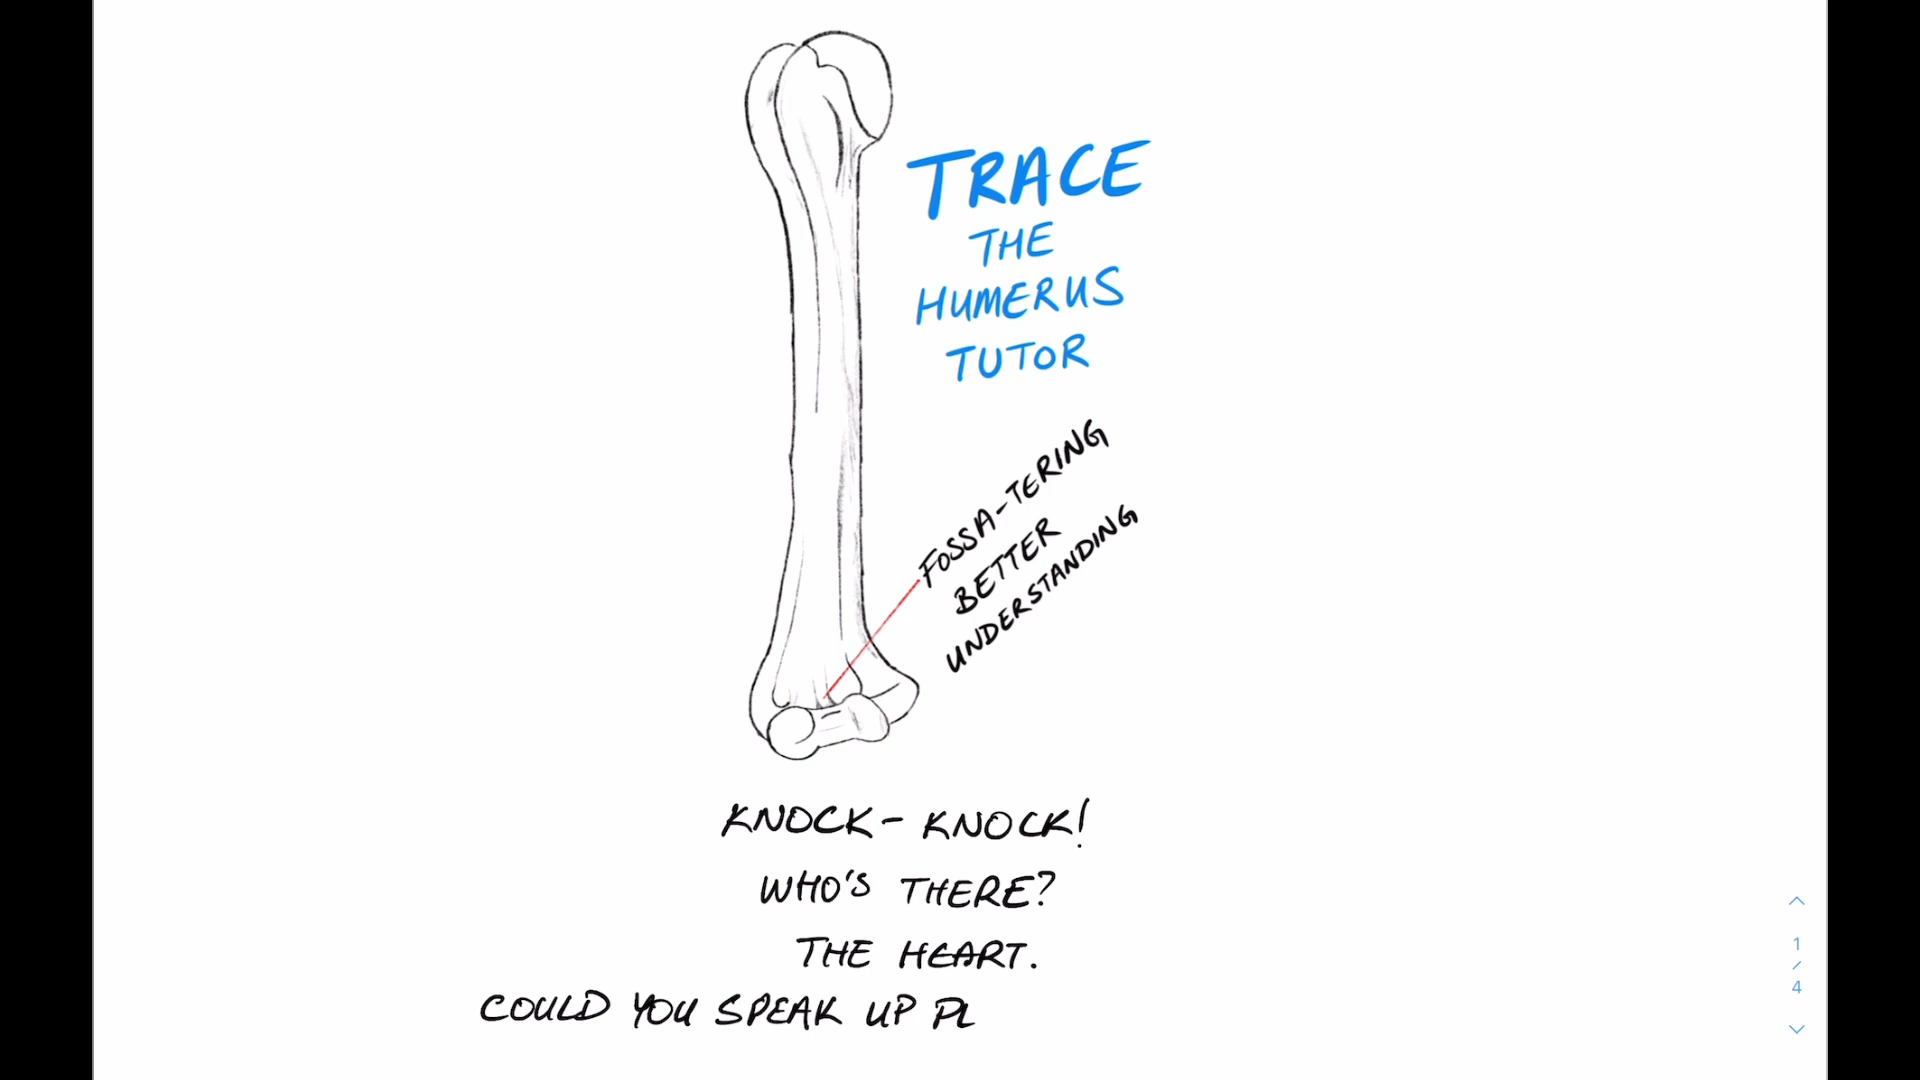 TRACE
THE
HUMERUS
TUTOR
FOSSA-TERING
BETTER
UNDERSTANDING
KNOCK-KNOCK!
WHO'S THERE?
THE HEART.
COULD YOU SPEAK UP PL
1
/
4